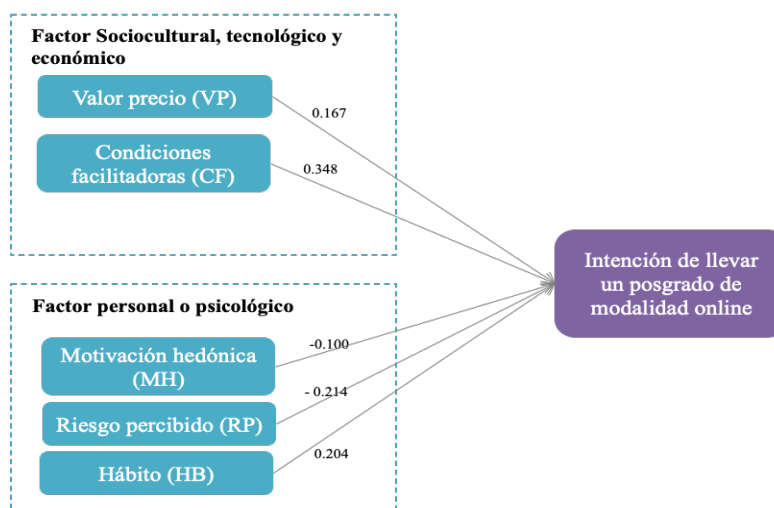 Factor Sociocultural, tecnológico y
económico
Valor precio (VP)
0.167
Condiciones
facilitadoras (CF)
0.348
Intención de llevar
un posgrado de
modalidad online
Factor personal o psicológico
Motivación hedónica
(MH)
-0.100
Riesgo percibido (RP)
- 0.214
Hábito (HB)
0.204